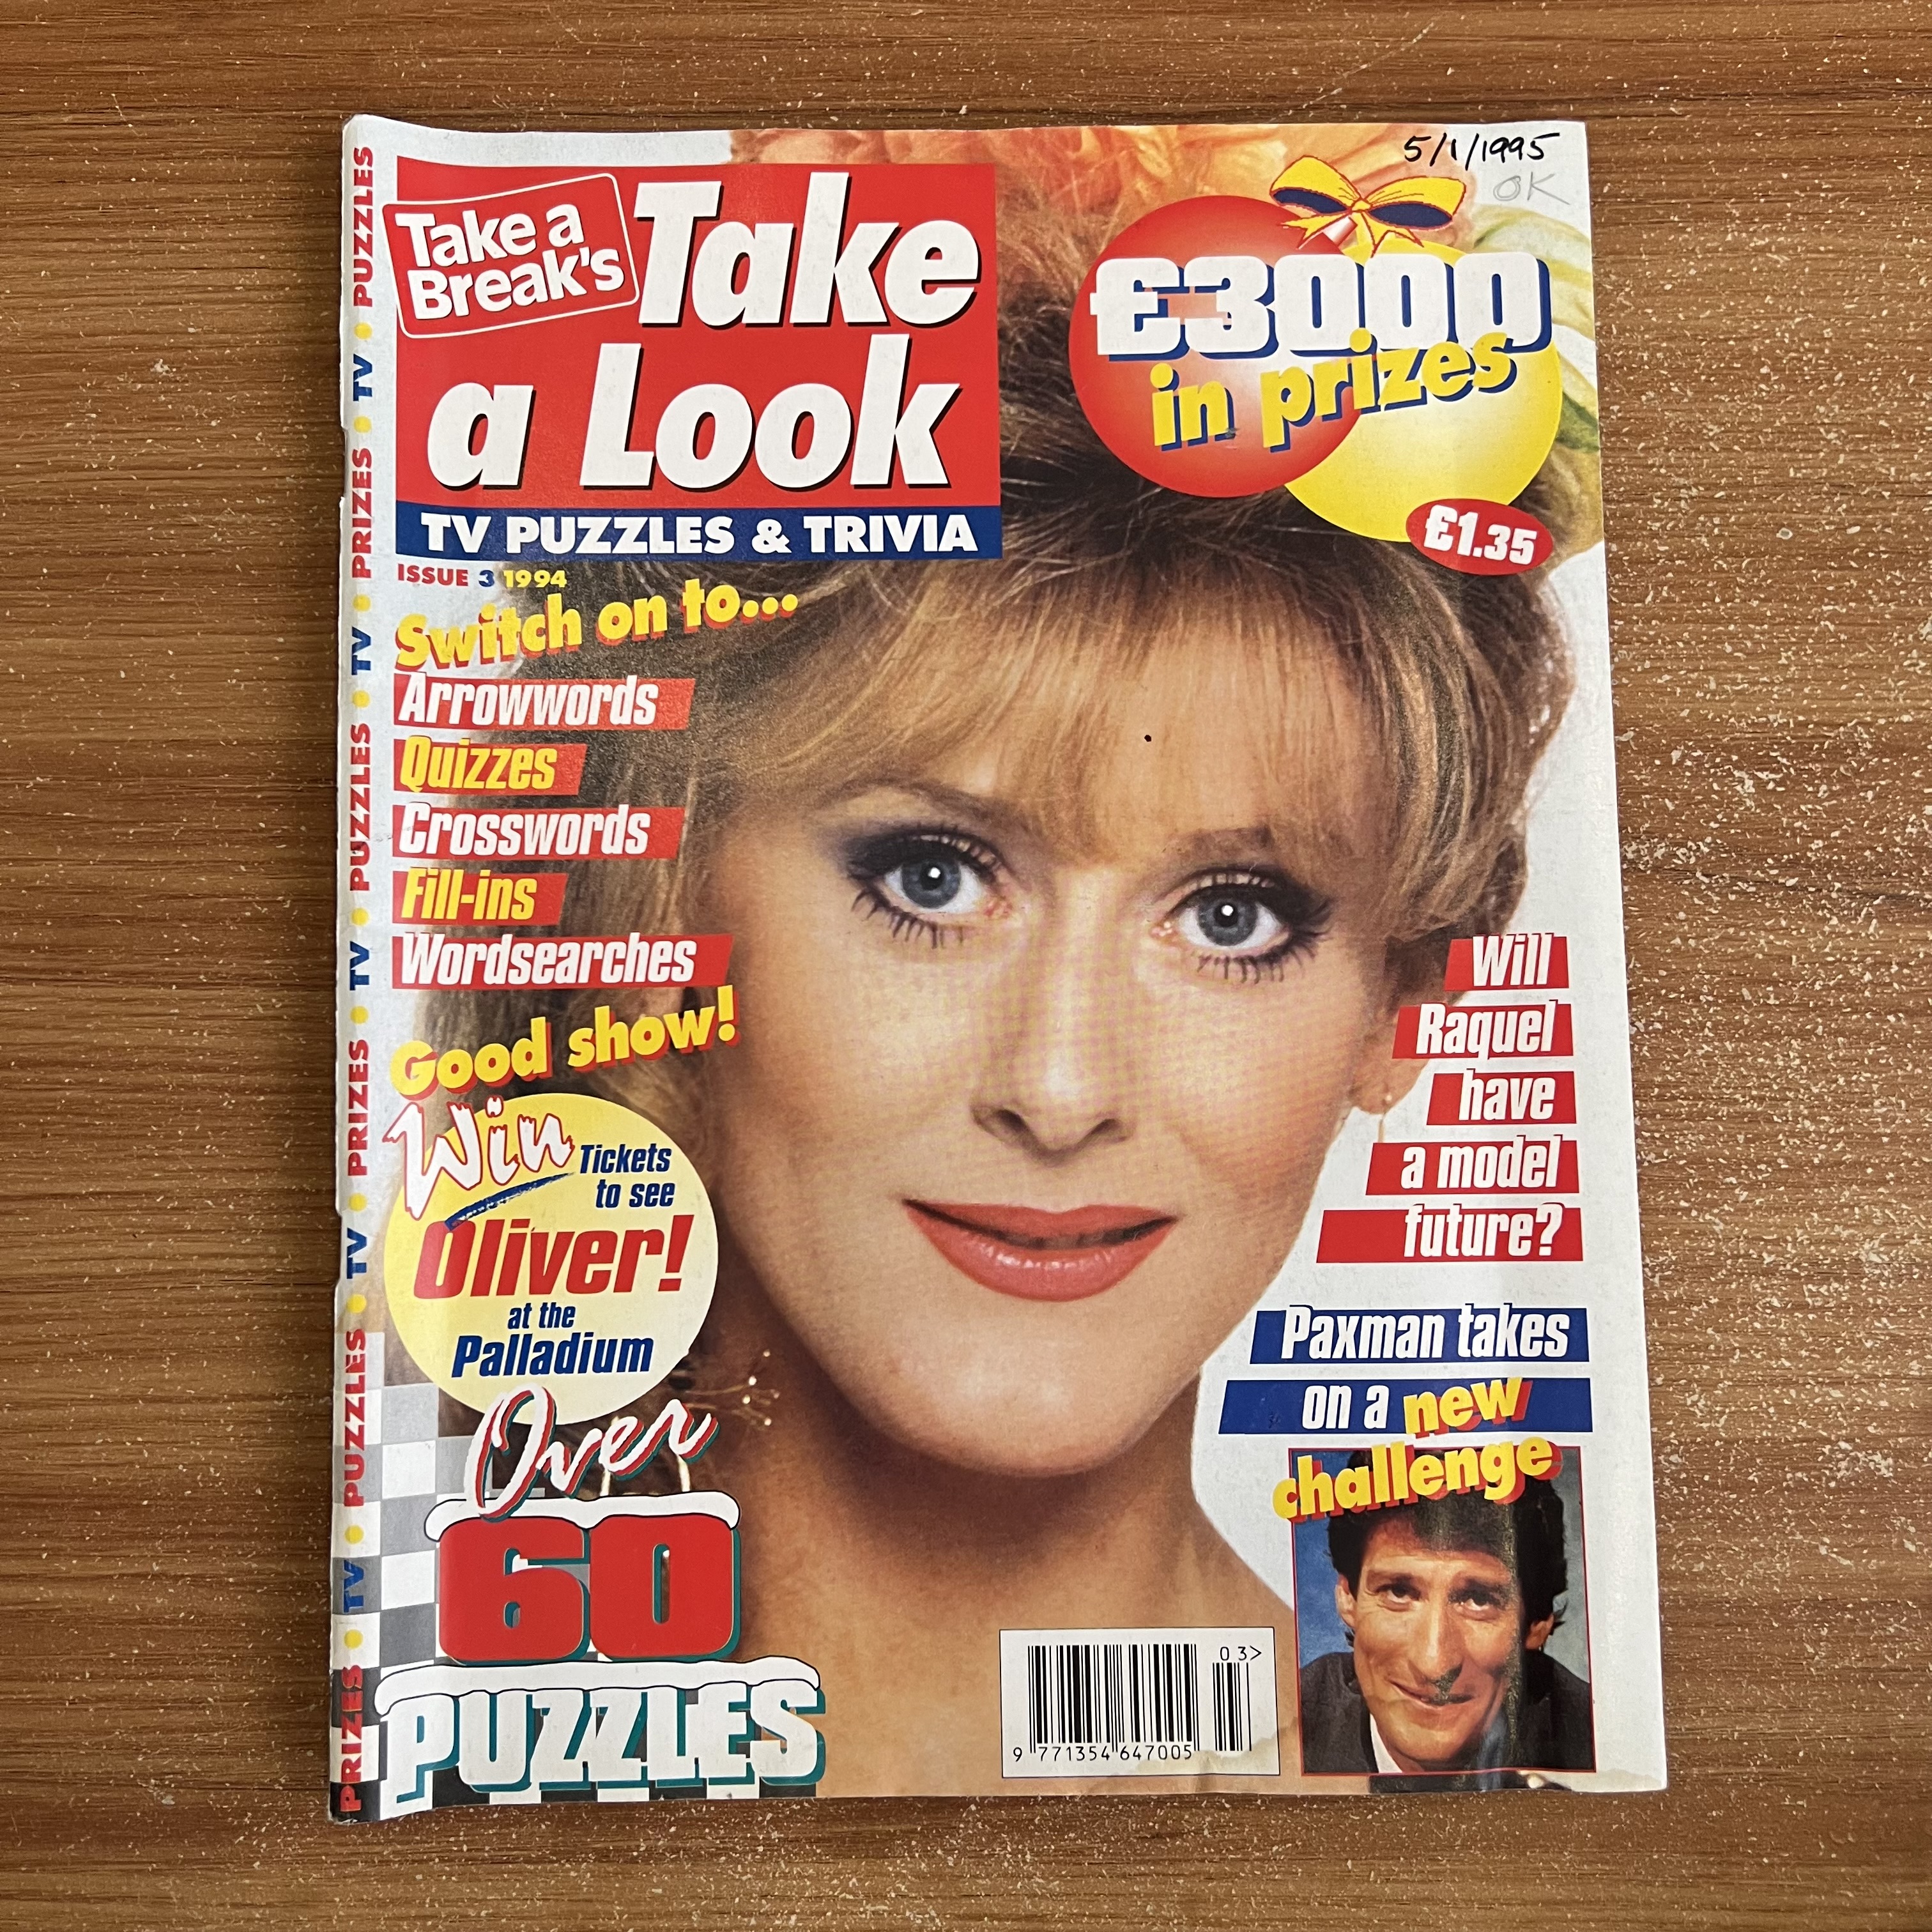 5/1/1995
OK
Take a
Break's
Take
a Look
TV PUZZLES & TRIVIA
ISSUE 3 1994
£3000
in prizes
£1.35
Switch on to...
Arrowwords
Quizzes
Crosswords
Fill-ins
Wordsearches
Good show!
Win Tickets
to see
Oliver!
at the
Palladium
Over
60
PUZZLES
Will
Raquel
have
a model
future?
Paxman takes
on a new
challenge
03>
9 771354 647005
PRIZES • TV • PUZZLES • TV • PRIZES • TV • PUZZLES • TV • PRIZES • TV • PUZZLES